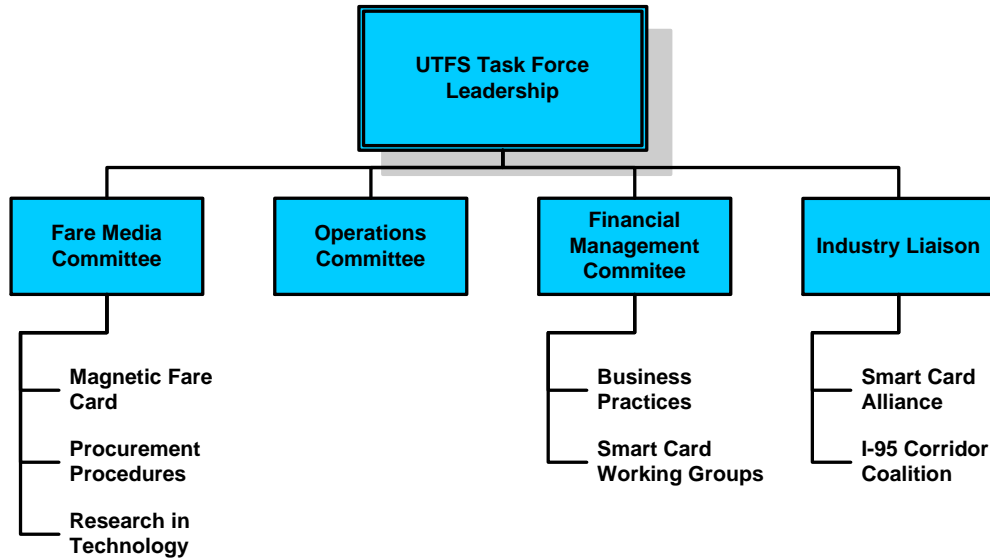 UTFS Task Force
Leadership
Fare Media
Committee
Operations
Committee
Financial
Management
Commitee
Industry Liaison
Magnetic Fare
Card
Procurement
Procedures
Research in
Technology
Business
Practices
Smart Card
Working Groups
Smart Card
Alliance
I-95 Corridor
Coalition